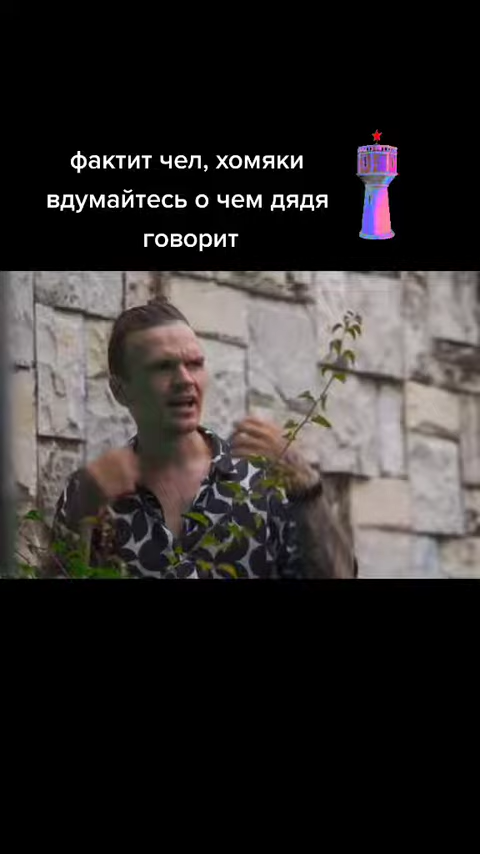 фактит чел, хомяки
вдумайтесь о чем дядя
говорит